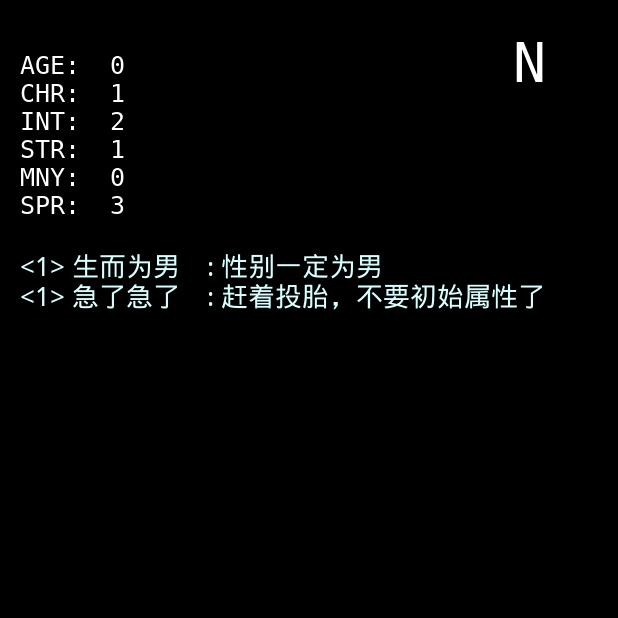 N
AGE: 0
CHR: 1
INT: 2
STR: 1
MNY: 0
SPR: 3
<1> 生而为男 : 性别一定为男
<1> 急了急了 : 赶着投胎，不要初始属性了